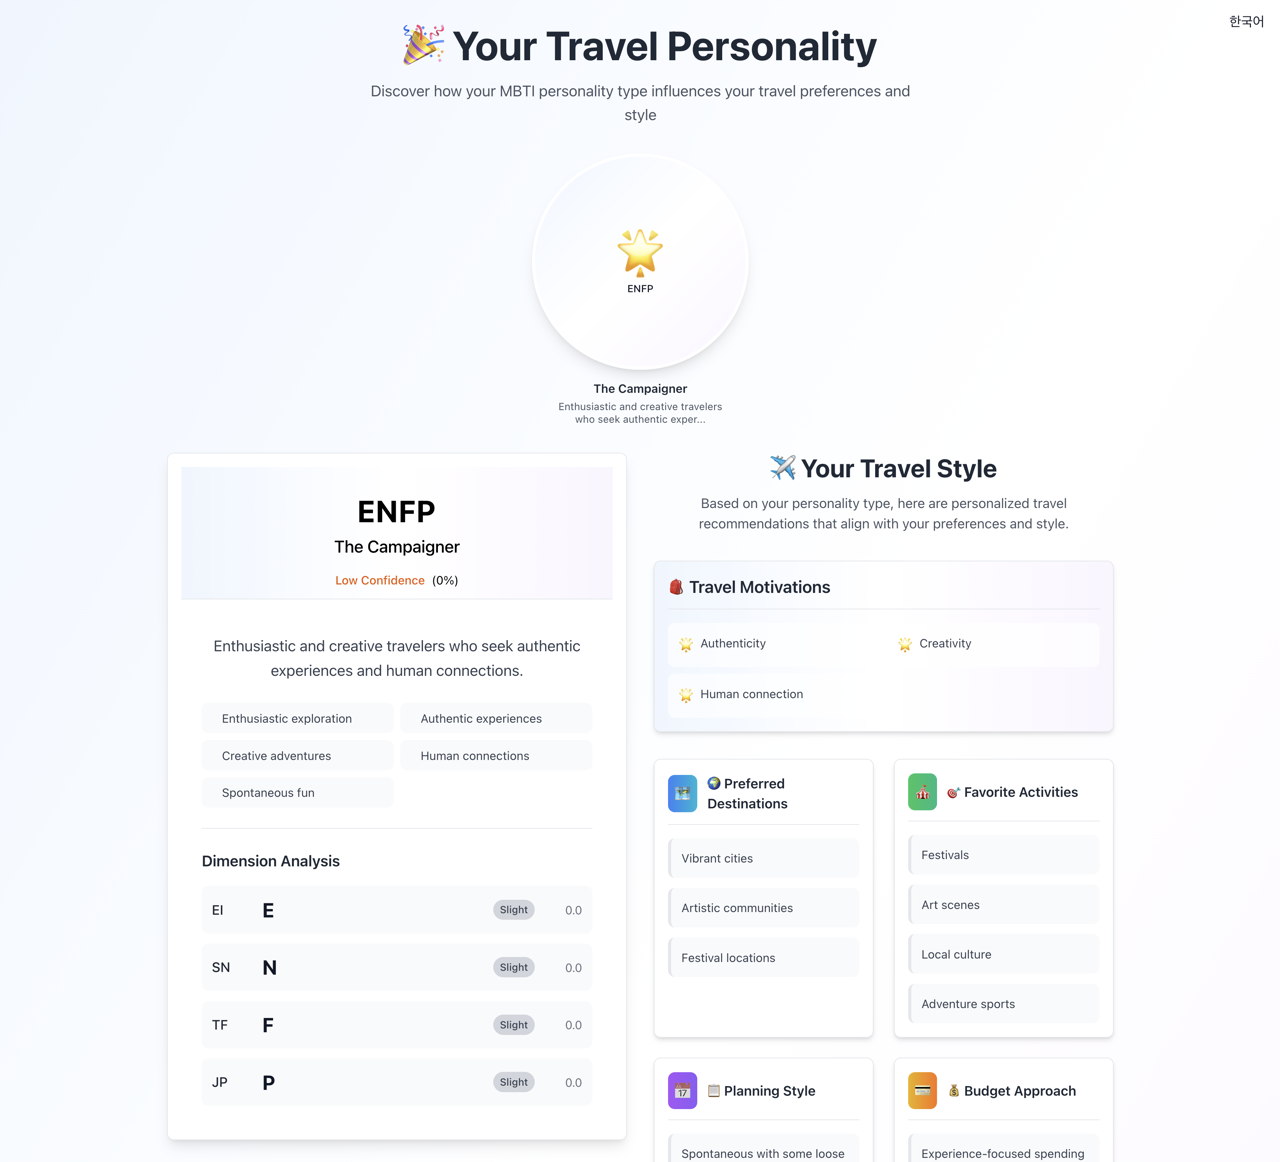 한국어
🎉 Your Travel Personality
Discover how your MBTI personality type influences your travel preferences and
style
ENFP
The Campaigner
Enthusiastic and creative travelers
who seek authentic exper...
ENFP
The Campaigner
Low Confidence (0%)
Enthusiastic and creative travelers who seek authentic
experiences and human connections.
Enthusiastic exploration
Authentic experiences
Creative adventures
Human connections
Spontaneous fun
Dimension Analysis
EI E Slight 0.0
SN N Slight 0.0
TF F Slight 0.0
JP P Slight 0.0
✈️ Your Travel Style
Based on your personality type, here are personalized travel
recommendations that align with your preferences and style.
🎒 Travel Motivations
🌟 Authenticity
🌟 Creativity
🌟 Human connection
🌍 Preferred
Destinations
Vibrant cities
Artistic communities
Festival locations
🎯 Favorite Activities
Festivals
Art scenes
Local culture
Adventure sports
📋 Planning Style
Spontaneous with some loose
💰 Budget Approach
Experience-focused spending